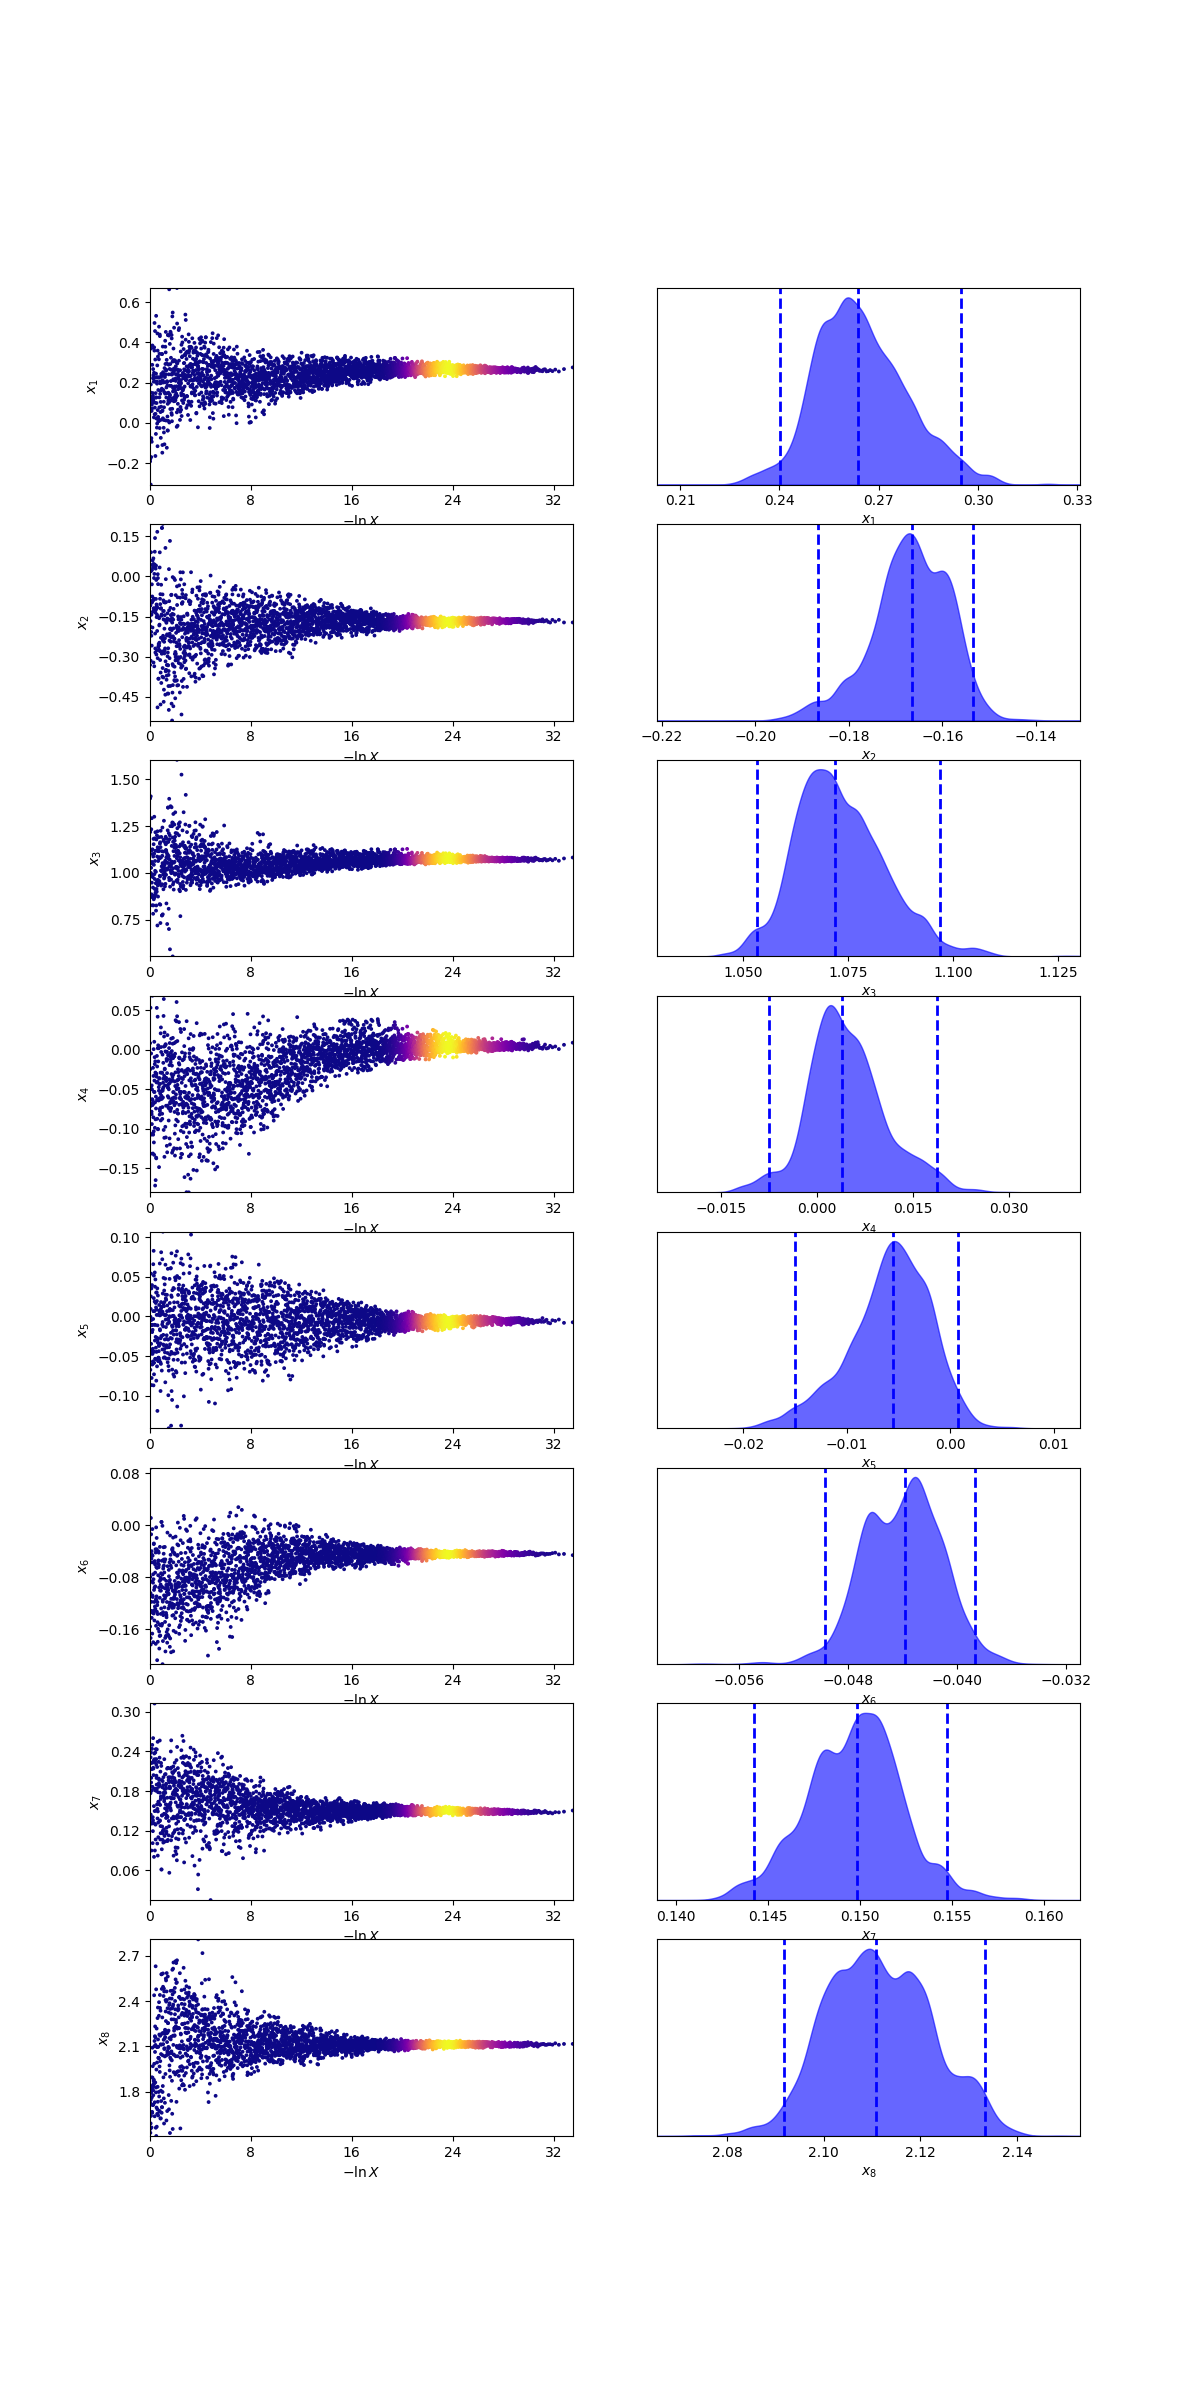 0.6
0.4
0.2
0.0
−0.2
x₁
0 8 16 24 32
−ln X
0.21 0.24 0.27 0.30 0.33
x₁
0.15
0.00
−0.15
−0.30
−0.45
x₂
0 8 16 24 32
−ln X
−0.22 −0.20 −0.18 −0.16 −0.14
x₂
1.50
1.25
1.00
0.75
x₃
0 8 16 24 32
−ln X
1.050 1.075 1.100 1.125
x₃
0.05
0.00
−0.05
−0.10
−0.15
x₄
0 8 16 24 32
−ln X
−0.015 0.000 0.015 0.030
x₄
0.10
0.05
0.00
−0.05
−0.10
x₅
0 8 16 24 32
−ln X
−0.02 −0.01 0.00 0.01
x₅
0.08
0.00
−0.08
−0.16
x₆
0 8 16 24 32
−ln X
−0.056 −0.048 −0.040 −0.032
x₆
0.30
0.24
0.18
0.12
0.06
x₇
0 8 16 24 32
−ln X
0.140 0.145 0.150 0.155 0.160
x₇
2.7
2.4
2.1
1.8
x₈
0 8 16 24 32
−ln X
2.08 2.10 2.12 2.14
x₈